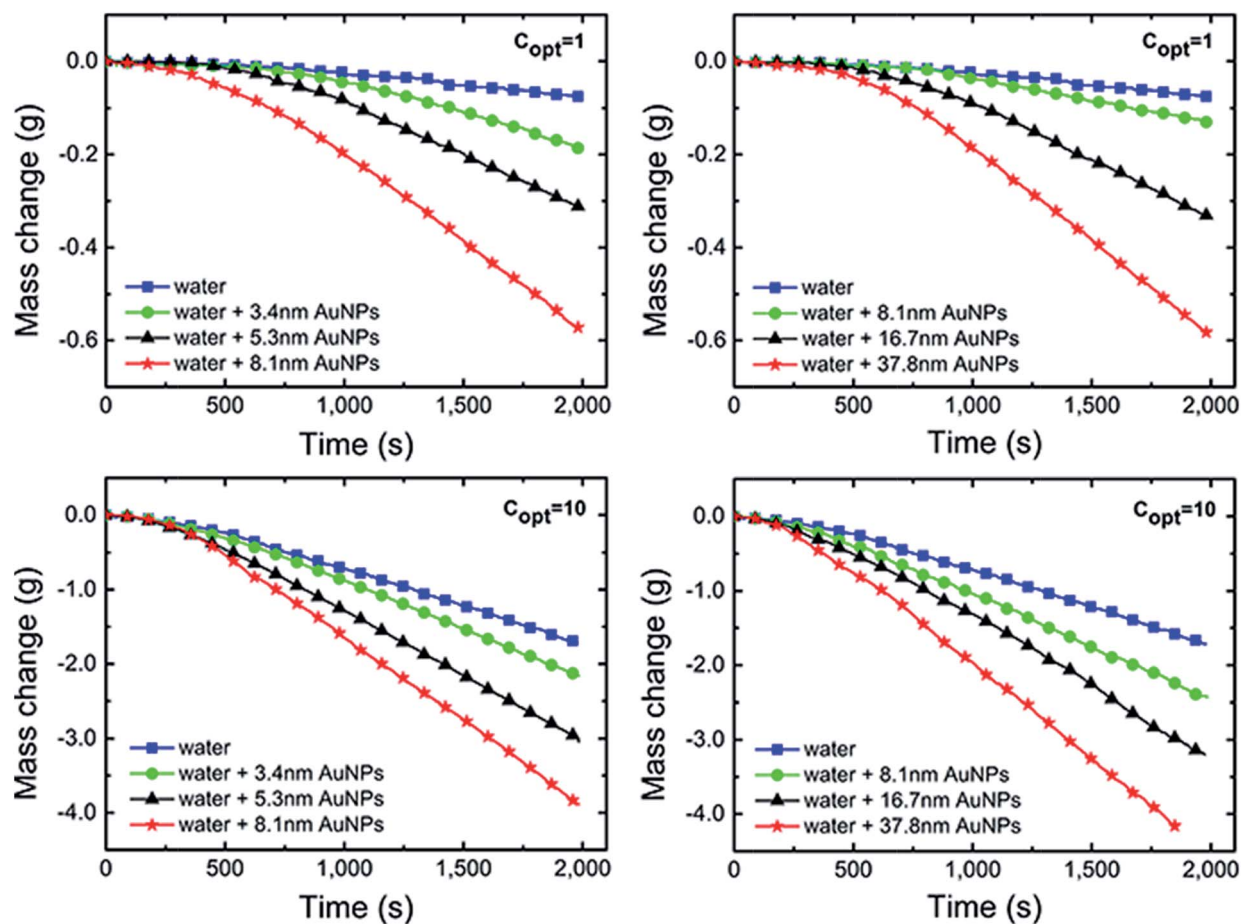 C_opt=1
0.0
-0.2
-0.4
-0.6
Mass change (g)
water
water + 3.4nm AuNPs
water + 5.3nm AuNPs
water + 8.1nm AuNPs
0 500 1,000 1,500 2,000
Time (s)
C_opt=1
0.0
-0.2
-0.4
-0.6
Mass change (g)
water
water + 8.1nm AuNPs
water + 16.7nm AuNPs
water + 37.8nm AuNPs
0 500 1,000 1,500 2,000
Time (s)
C_opt=10
0.0
-1.0
-2.0
-3.0
-4.0
Mass change (g)
water
water + 3.4nm AuNPs
water + 5.3nm AuNPs
water + 8.1nm AuNPs
0 500 1,000 1,500 2,000
Time (s)
C_opt=10
0.0
-1.0
-2.0
-3.0
-4.0
Mass change (g)
water
water + 8.1nm AuNPs
water + 16.7nm AuNPs
water + 37.8nm AuNPs
0 500 1,000 1,500 2,000
Time (s)